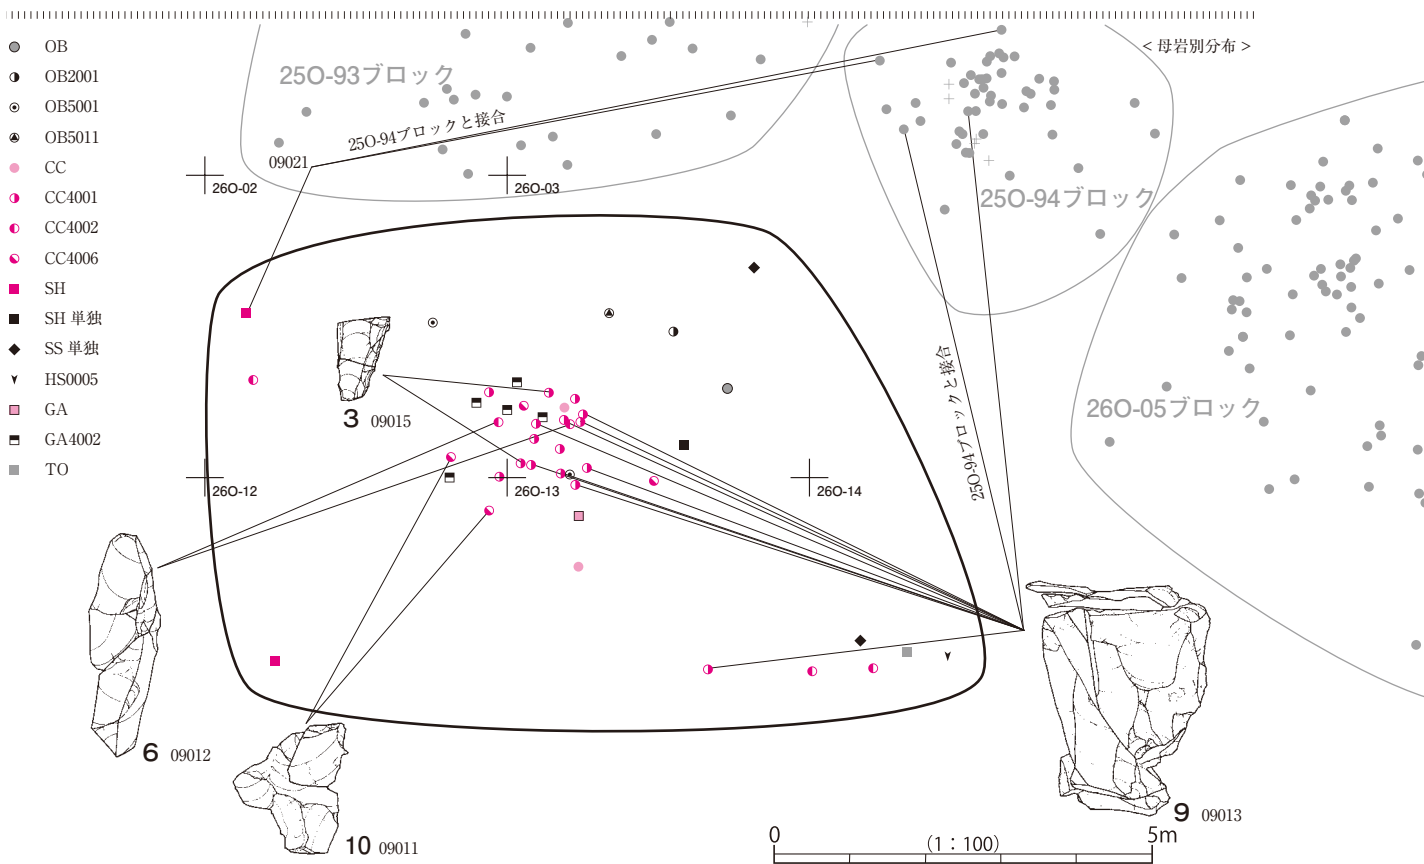 < 母岩別分布 >
OB
OB2001
OB5001
OB5011
CC
CC4001
CC4002
CC4006
SH
SH 単独
SS 単独
HS0005
GA
GA4002
TO
25O-93ブロック
25O-94ブロックと接合
09021
26O-02
26O-03
25O-94ブロック
26O-05ブロック
25O-94ブロックと接合
3 09015
26O-12
26O-13
26O-14
6 09012
10 09011
9 09013
0 (1：100) 5m